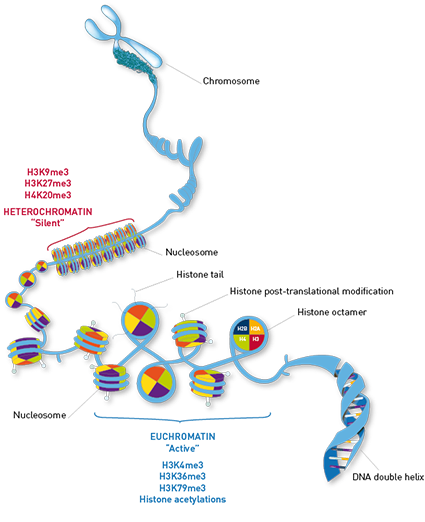 Chromosome
H3K9me3
H3K27me3
H4K20me3
HETEROCHROMATIN
"Silent"
Nucleosome
Histone tail
Histone post-translational modification
Histone octamer
H2B H2A
H4 H3
Nucleosome
EUCHROMATIN
"Active"
H3K4me3
H3K36me3
H3K79me3
Histone acetylations
DNA double helix